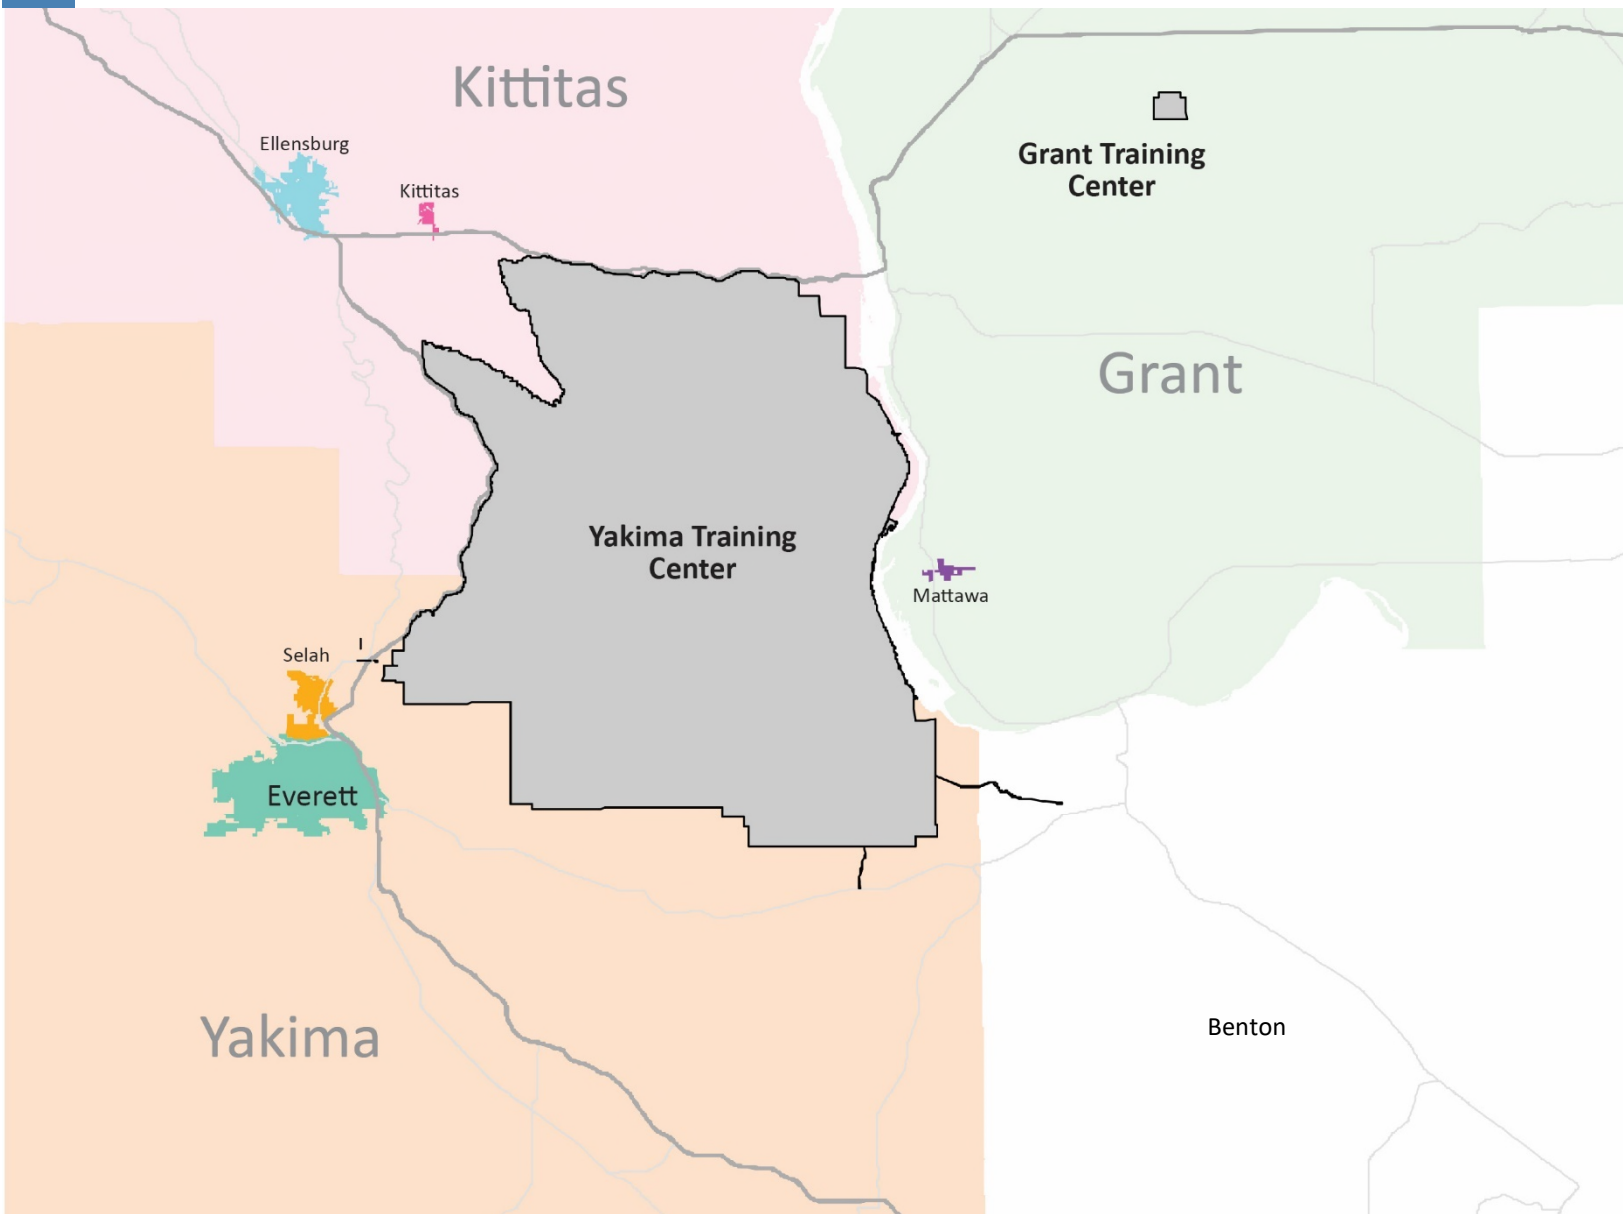 Kittitas
Ellensburg
Kittitas
Grant Training
Center
Grant
Yakima Training
Center
Mattawa
Selah
Everett
Yakima
Benton